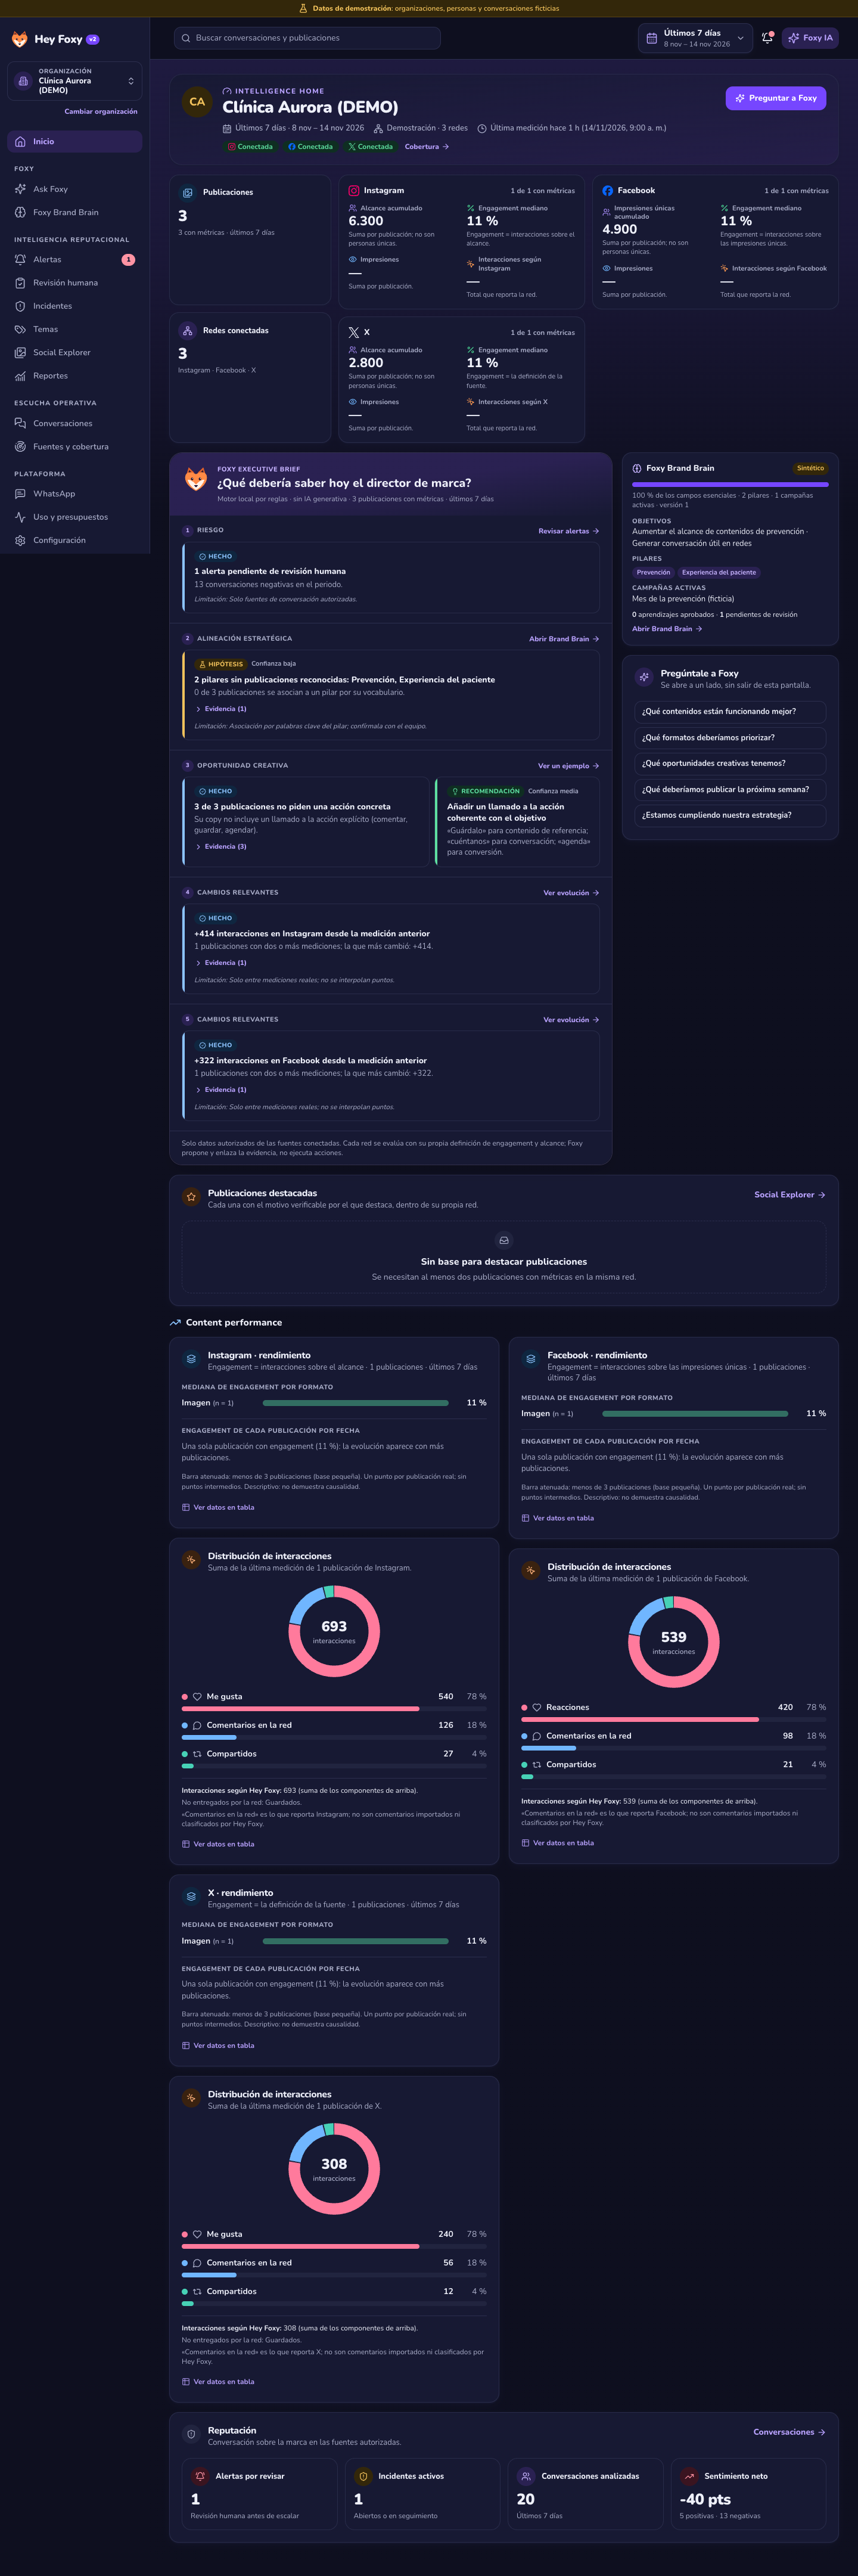 Datos de demostración: organizaciones, personas y conversaciones ficticias
Hey Foxy v2
Buscar conversaciones y publicaciones
Últimos 7 días
8 nov – 14 nov 2026
Foxy IA
ORGANIZACIÓN
Clínica Aurora
(DEMO)
Cambiar organización
Inicio
FOXY
Ask Foxy
Foxy Brand Brain
INTELIGENCIA REPUTACIONAL
Alertas 1
Revisión humana
Incidentes
Temas
Social Explorer
Reportes
ESCUCHA OPERATIVA
Conversaciones
Fuentes y cobertura
PLATAFORMA
WhatsApp
Uso y presupuestos
Configuración
CA
INTELLIGENCE HOME
Clínica Aurora (DEMO)
Últimos 7 días · 8 nov – 14 nov 2026 Demostración · 3 redes Última medición hace 1 h (14/11/2026, 9:00 a. m.)
Conectada Conectada Conectada Cobertura →
Preguntar a Foxy
Publicaciones
3
3 con métricas · últimos 7 días
Instagram 1 de 1 con métricas
Alcance acumulado
6.300
Suma por publicación; no son
personas únicas.
Engagement mediano
11 %
Engagement = interacciones sobre el
alcance.
Impresiones
—
Suma por publicación.
Interacciones según
Instagram
—
Total que reporta la red.
Facebook 1 de 1 con métricas
Impresiones únicas
acumulado
4.900
Suma por publicación; no son
personas únicas.
Engagement mediano
11 %
Engagement = interacciones sobre
las impresiones únicas.
Impresiones
—
Suma por publicación.
Interacciones según Facebook
—
Total que reporta la red.
Redes conectadas
3
Instagram · Facebook · X
X 1 de 1 con métricas
Alcance acumulado
2.800
Suma por publicación; no son
personas únicas.
Engagement mediano
11 %
Engagement = la definición de la
fuente.
Impresiones
—
Suma por publicación.
Interacciones según X
—
Total que reporta la red.
FOXY EXECUTIVE BRIEF
¿Qué debería saber hoy el director de marca?
Motor local por reglas · sin IA generativa · 3 publicaciones con métricas · últimos 7 días
1 RIESGO Revisar alertas →
HECHO
1 alerta pendiente de revisión humana
13 conversaciones negativas en el periodo.
Limitación: Solo fuentes de conversación autorizadas.
2 ALINEACIÓN ESTRATÉGICA Abrir Brand Brain →
HIPÓTESIS Confianza baja
2 pilares sin publicaciones reconocidas: Prevención, Experiencia del paciente
0 de 3 publicaciones se asocian a un pilar por su vocabulario.
Evidencia (1)
Limitación: Asociación por palabras clave del pilar; confírmala con el equipo.
3 OPORTUNIDAD CREATIVA Ver un ejemplo →
HECHO
3 de 3 publicaciones no piden una acción concreta
Su copy no incluye un llamado a la acción explícito (comentar,
guardar, agendar).
Evidencia (3)
RECOMENDACIÓN Confianza media
Añadir un llamado a la acción
coherente con el objetivo
«Guárdalo» para contenido de referencia;
«cuéntanos» para conversación; «agenda»
para conversión.
4 CAMBIOS RELEVANTES Ver evolución →
HECHO
+414 interacciones en Instagram desde la medición anterior
1 publicaciones con dos o más mediciones; la que más cambió: +414.
Evidencia (1)
Limitación: Solo entre mediciones reales; no se interpolan puntos.
5 CAMBIOS RELEVANTES Ver evolución →
HECHO
+322 interacciones en Facebook desde la medición anterior
1 publicaciones con dos o más mediciones; la que más cambió: +322.
Evidencia (1)
Limitación: Solo entre mediciones reales; no se interpolan puntos.
Solo datos autorizados de las fuentes conectadas. Cada red se evalúa con su propia definición de engagement y alcance; Foxy
propone y enlaza la evidencia, no ejecuta acciones.
Foxy Brand Brain Sintético
100 % de los campos esenciales · 2 pilares · 1 campañas
activas · versión 1
OBJETIVOS
Aumentar el alcance de contenidos de prevención ·
Generar conversación útil en redes
PILARES
Prevención Experiencia del paciente
CAMPAÑAS ACTIVAS
Mes de la prevención (ficticia)
0 aprendizajes aprobados · 1 pendientes de revisión
Abrir Brand Brain →
Pregúntale a Foxy
Se abre a un lado, sin salir de esta pantalla.
¿Qué contenidos están funcionando mejor?
¿Qué formatos deberíamos priorizar?
¿Qué oportunidades creativas tenemos?
¿Qué deberíamos publicar la próxima semana?
¿Estamos cumpliendo nuestra estrategia?
Publicaciones destacadas
Cada una con el motivo verificable por el que destaca, dentro de su propia red.
Social Explorer →
Sin base para destacar publicaciones
Se necesitan al menos dos publicaciones con métricas en la misma red.
Content performance
Instagram · rendimiento
Engagement = interacciones sobre el alcance · 1 publicaciones · últimos 7 días
MEDIANA DE ENGAGEMENT POR FORMATO
Imagen (n = 1) 11 %
ENGAGEMENT DE CADA PUBLICACIÓN POR FECHA
Una sola publicación con engagement (11 %): la evolución aparece con más
publicaciones.
Barra atenuada: menos de 3 publicaciones (base pequeña). Un punto por publicación real; sin
puntos intermedios. Descriptivo: no demuestra causalidad.
Ver datos en tabla
Facebook · rendimiento
Engagement = interacciones sobre las impresiones únicas · 1 publicaciones ·
últimos 7 días
MEDIANA DE ENGAGEMENT POR FORMATO
Imagen (n = 1) 11 %
ENGAGEMENT DE CADA PUBLICACIÓN POR FECHA
Una sola publicación con engagement (11 %): la evolución aparece con más
publicaciones.
Barra atenuada: menos de 3 publicaciones (base pequeña). Un punto por publicación real; sin
puntos intermedios. Descriptivo: no demuestra causalidad.
Ver datos en tabla
Distribución de interacciones
Suma de la última medición de 1 publicación de Instagram.
693
interacciones
Me gusta 540 78 %
Comentarios en la red 126 18 %
Compartidos 27 4 %
Interacciones según Hey Foxy: 693 (suma de los componentes de arriba).
No entregados por la red: Guardados.
«Comentarios en la red» es lo que reporta Instagram; no son comentarios importados ni
clasificados por Hey Foxy.
Ver datos en tabla
Distribución de interacciones
Suma de la última medición de 1 publicación de Facebook.
539
interacciones
Reacciones 420 78 %
Comentarios en la red 98 18 %
Compartidos 21 4 %
Interacciones según Hey Foxy: 539 (suma de los componentes de arriba).
«Comentarios en la red» es lo que reporta Facebook; no son comentarios importados ni
clasificados por Hey Foxy.
Ver datos en tabla
X · rendimiento
Engagement = la definición de la fuente · 1 publicaciones · últimos 7 días
MEDIANA DE ENGAGEMENT POR FORMATO
Imagen (n = 1) 11 %
ENGAGEMENT DE CADA PUBLICACIÓN POR FECHA
Una sola publicación con engagement (11 %): la evolución aparece con más
publicaciones.
Barra atenuada: menos de 3 publicaciones (base pequeña). Un punto por publicación real; sin
puntos intermedios. Descriptivo: no demuestra causalidad.
Ver datos en tabla
Distribución de interacciones
Suma de la última medición de 1 publicación de X.
308
interacciones
Me gusta 240 78 %
Comentarios en la red 56 18 %
Compartidos 12 4 %
Interacciones según Hey Foxy: 308 (suma de los componentes de arriba).
No entregados por la red: Guardados.
«Comentarios en la red» es lo que reporta X; no son comentarios importados ni clasificados por
Hey Foxy.
Ver datos en tabla
Reputación
Conversación sobre la marca en las fuentes autorizadas.
Conversaciones →
Alertas por revisar
1
Revisión humana antes de escalar
Incidentes activos
1
Abiertos o en seguimiento
Conversaciones analizadas
20
Últimos 7 días
Sentimiento neto
-40 pts
5 positivas · 13 negativas